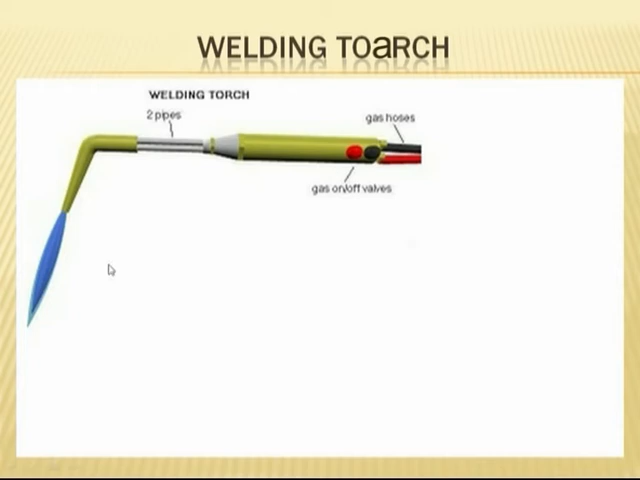 WELDING TOaRCH
WELDING TORCH
2 pipes
gas hoses
gas on/off valves